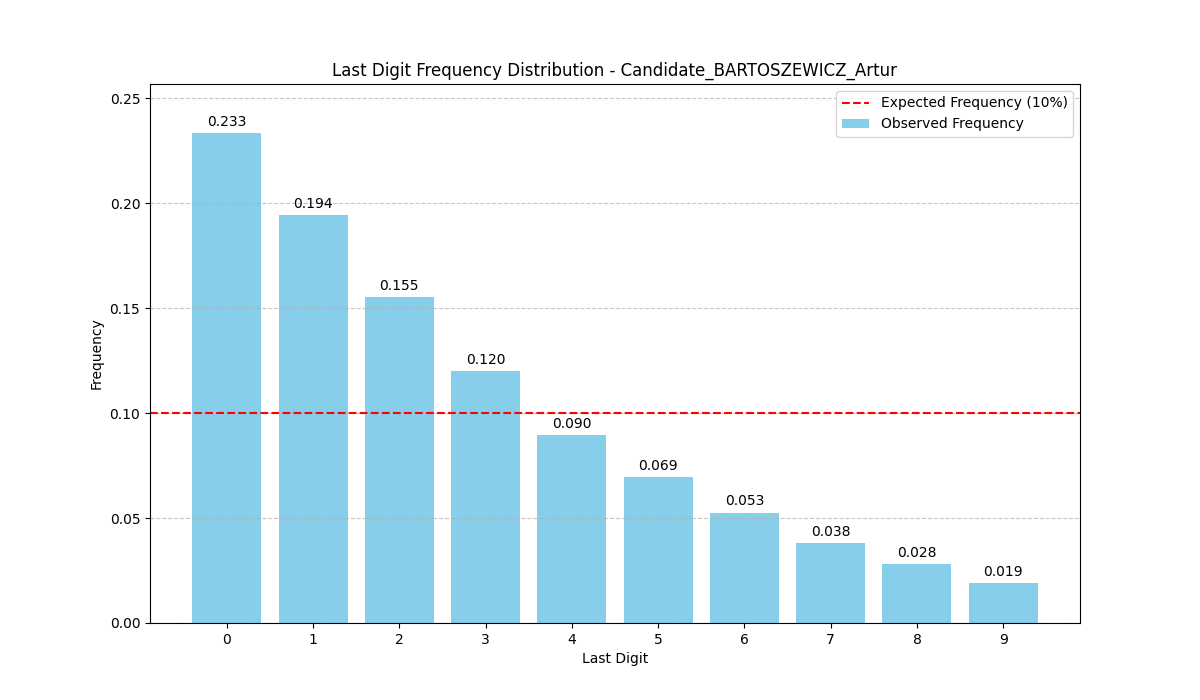 Last Digit Frequency Distribution - Candidate_BARTOSZEWICZ_Artur
Expected Frequency (10%)
Observed Frequency
Frequency
0.25
0.20
0.15
0.10
0.05
0.00
0.233
0.194
0.155
0.120
0.090
0.069
0.053
0.038
0.028
0.019
0 1 2 3 4 5 6 7 8 9
Last Digit